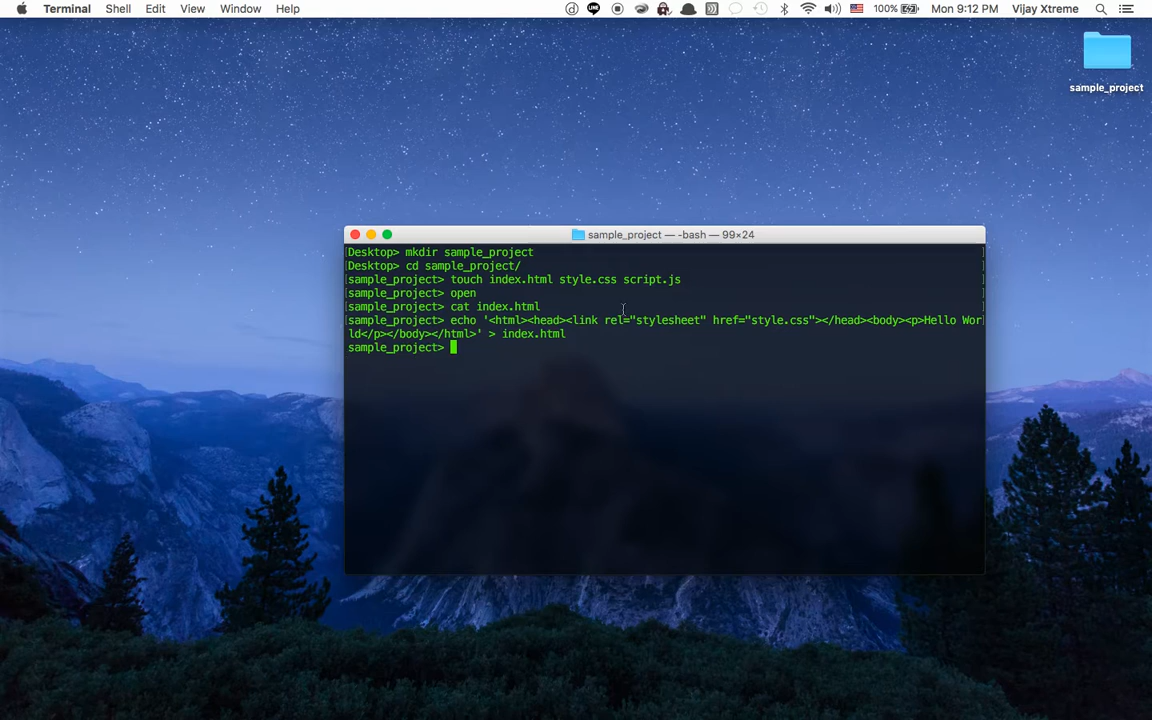 Terminal Shell Edit View Window Help 100% Mon 9:12 PM Vijay Xtreme
sample_project
sample_project — -bash — 99×24
[Desktop> mkdir sample_project ]
[Desktop> cd sample_project/ ]
[sample_project> touch index.html style.css script.js ]
[sample_project> open ]
[sample_project> cat index.html ]
[sample_project> echo '<html><head><link rel="stylesheet" href="style.css"></head><body><p>Hello Wor]
ld</p></body></html>' > index.html
sample_project>